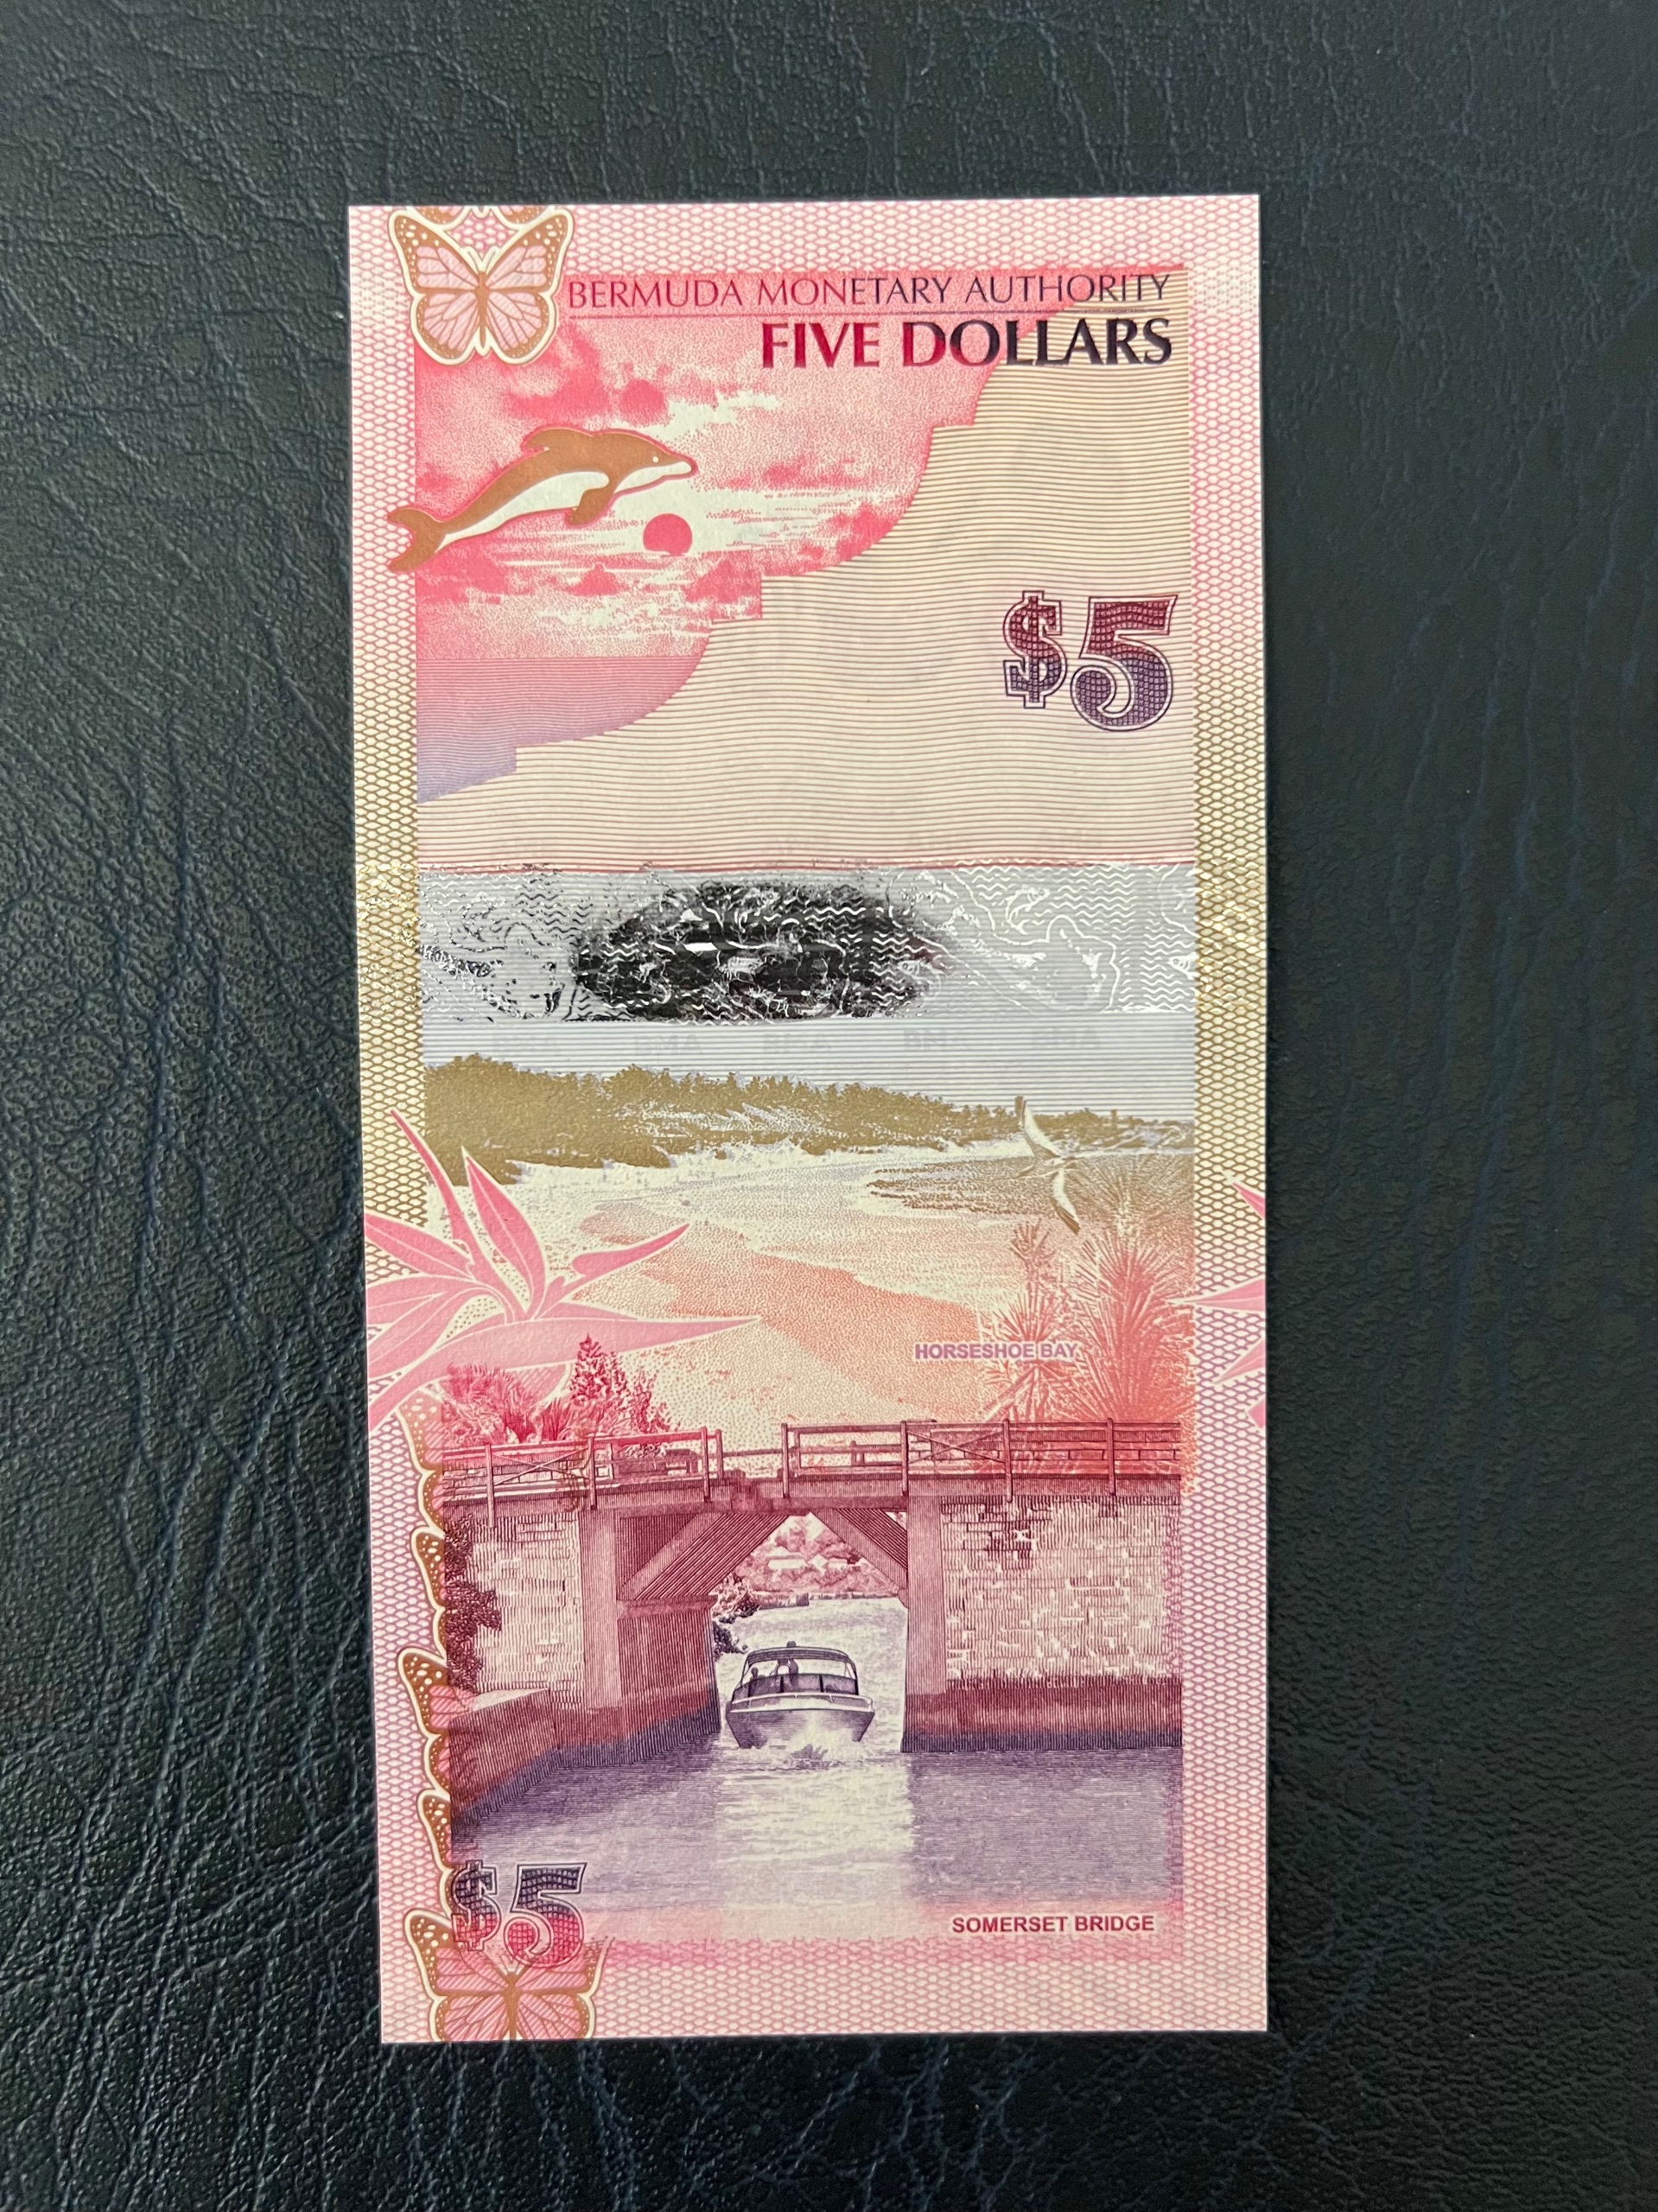 BERMUDA MONETARY AUTHORITY
FIVE DOLLARS
$5
HORSESHOE BAY
$5
SOMERSET BRIDGE